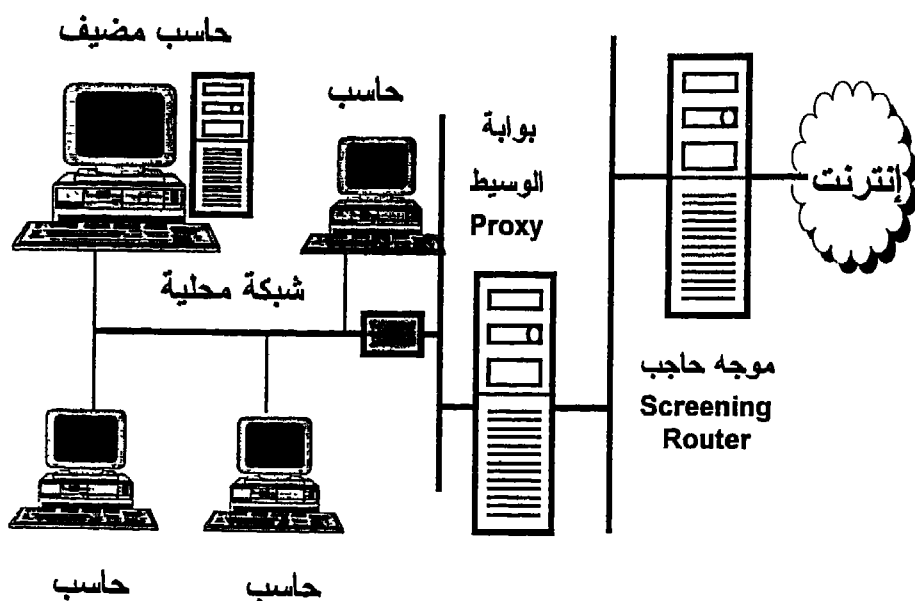 حاسب مضيف
حاسب
بوابة
الوسيط
Proxy
إنترنت
شبكة محلية
موجه حاجب
Screening
Router
حاسب
حاسب